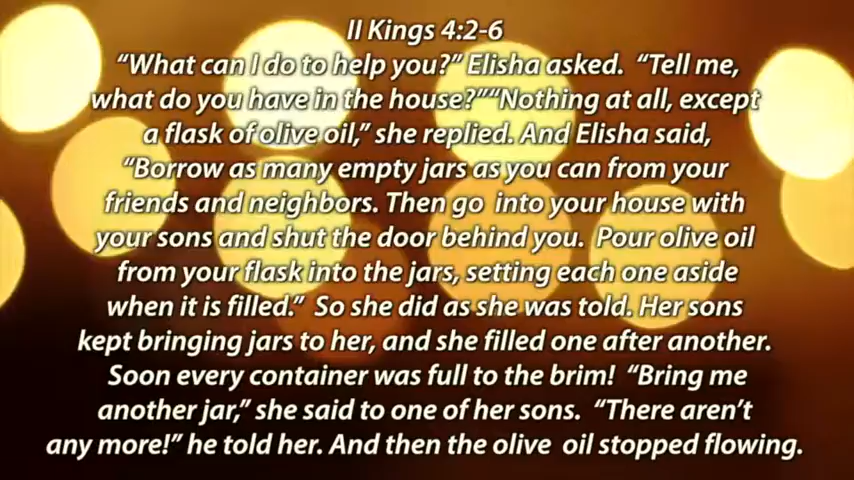 II Kings 4:2-6
“What can I do to help you?” Elisha asked. “Tell me,
what do you have in the house?”“Nothing at all, except
a flask of olive oil,” she replied. And Elisha said,
“Borrow as many empty jars as you can from your
friends and neighbors. Then go into your house with
your sons and shut the door behind you. Pour olive oil
from your flask into the jars, setting each one aside
when it is filled.” So she did as she was told. Her sons
kept bringing jars to her, and she filled one after another.
Soon every container was full to the brim! “Bring me
another jar,” she said to one of her sons. “There aren’t
any more!” he told her. And then the olive oil stopped flowing.